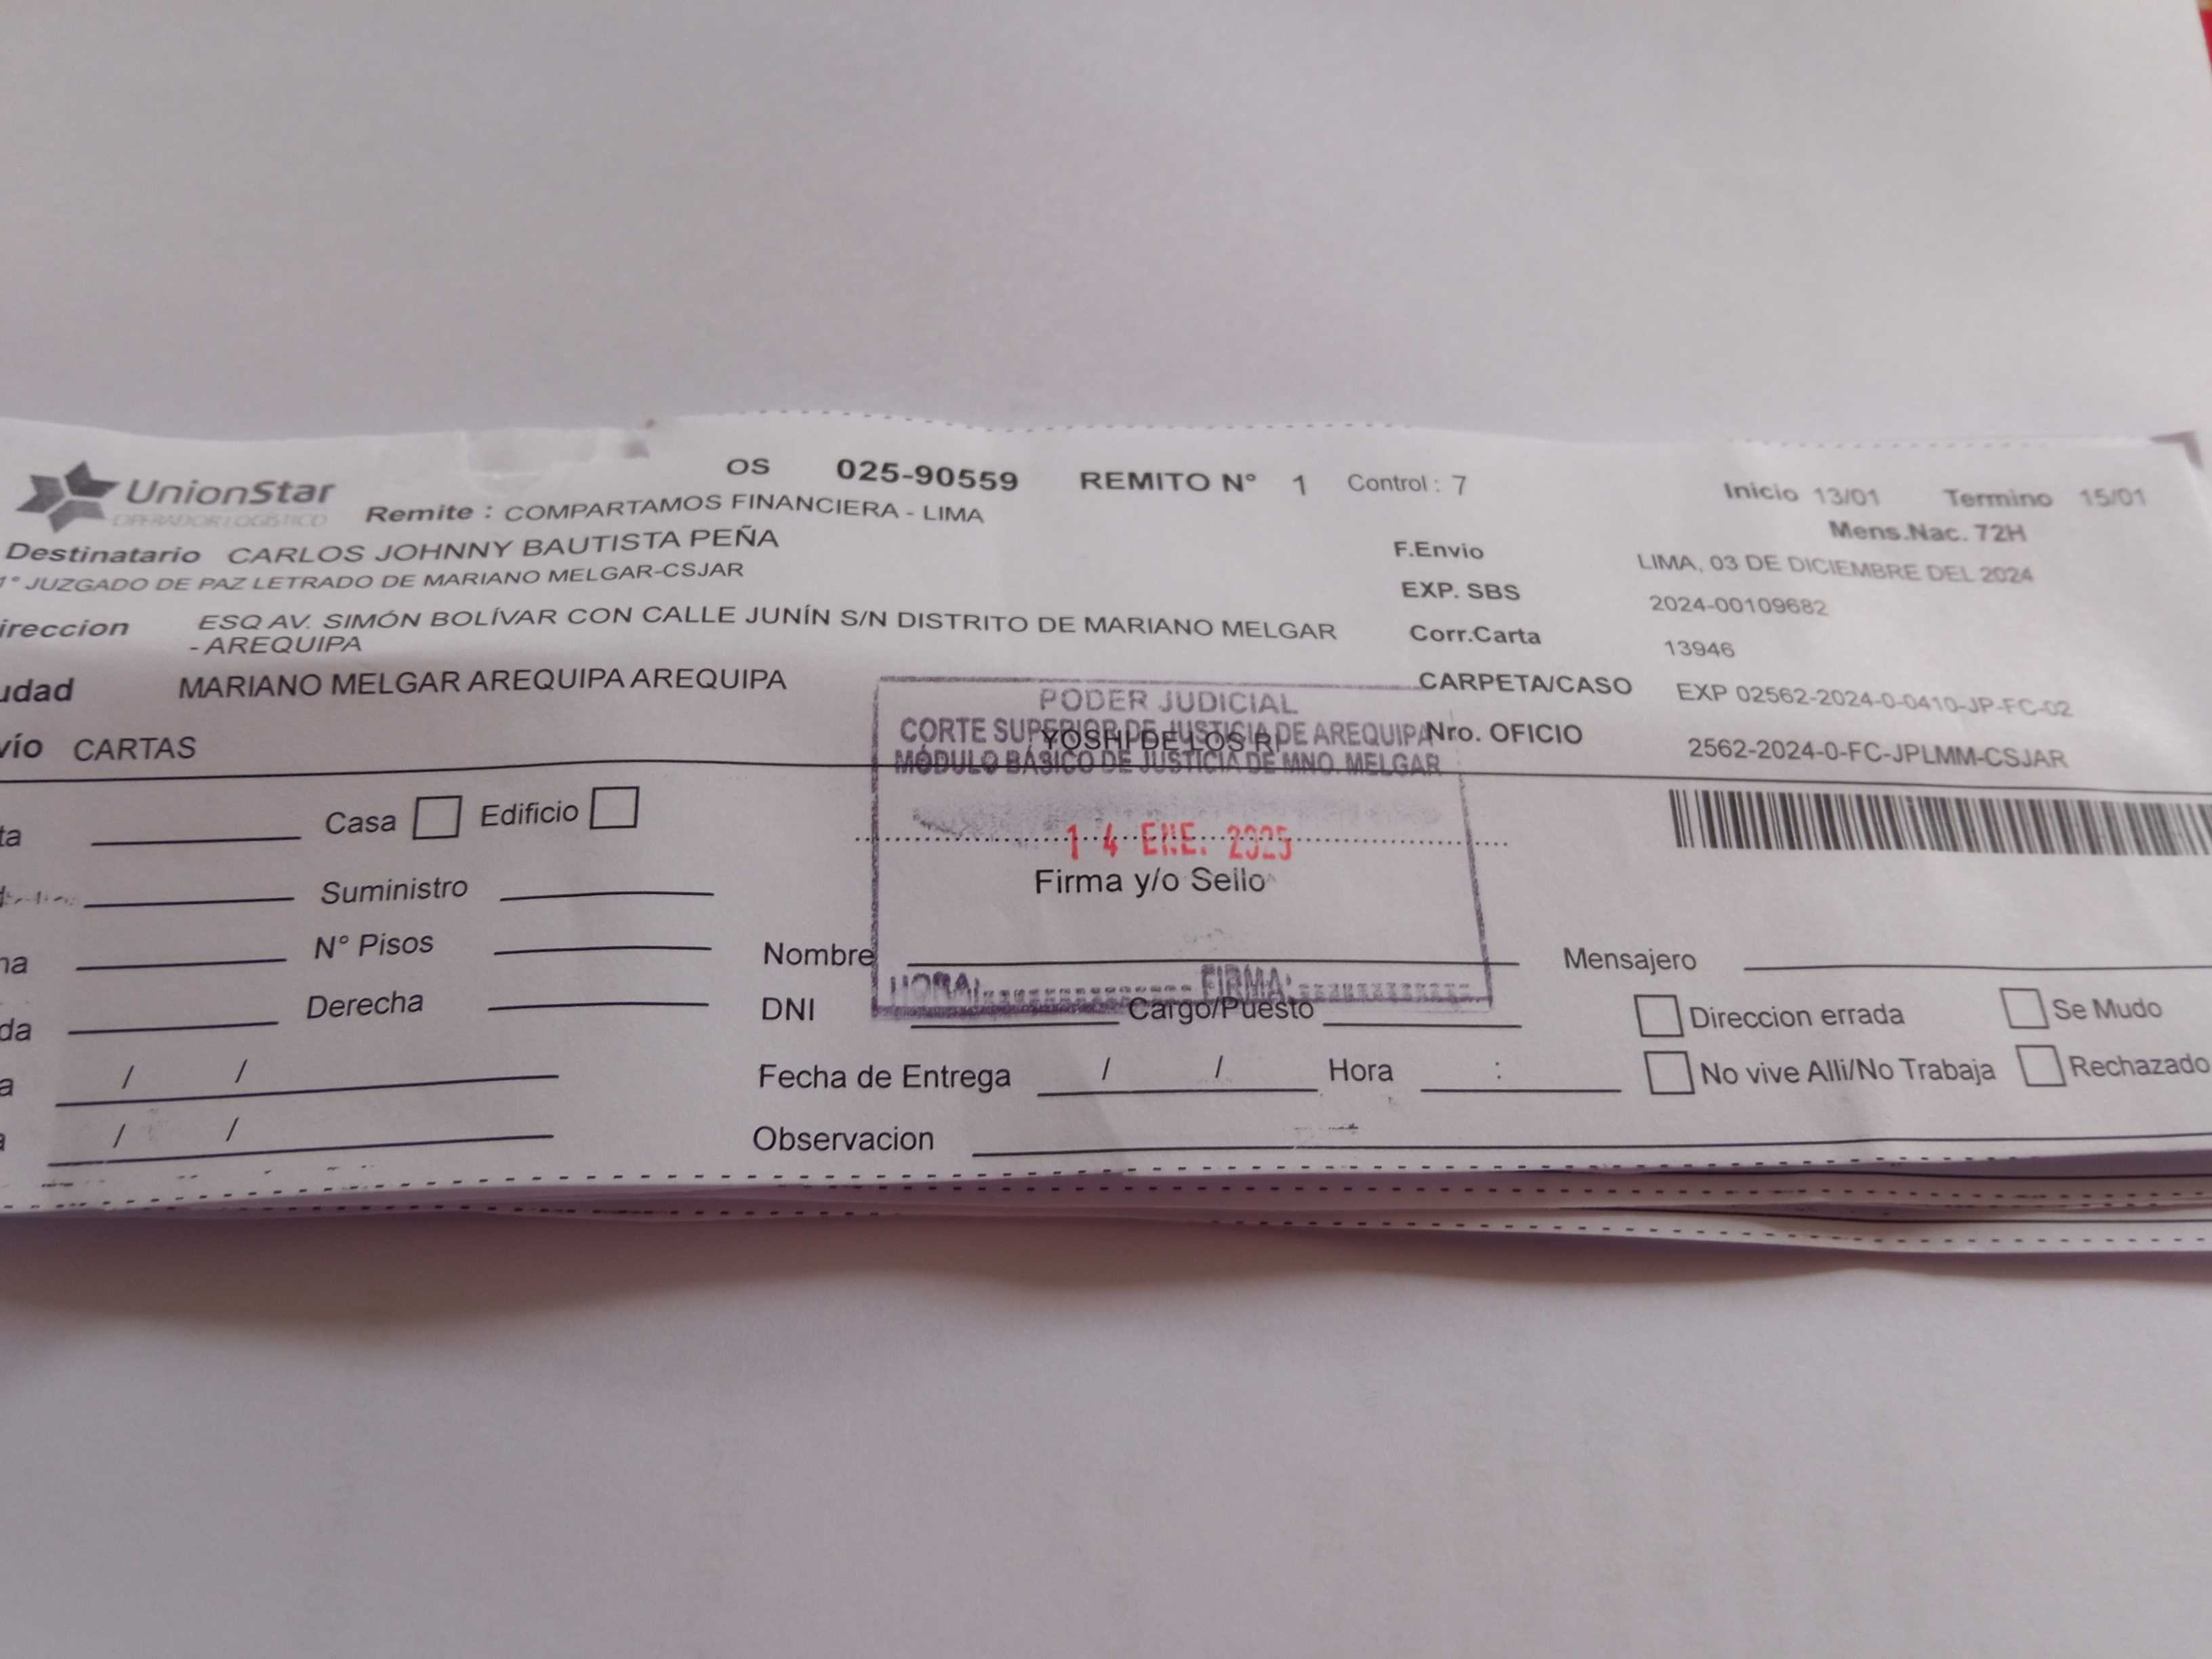 UnionStar
OPERADOR LOGÍSTICO
OS 025-90559 REMITO N° 1 Control : 7
Inicio 13/01 Termino 15/01
Remite : COMPARTAMOS FINANCIERA - LIMA
Mens.Nac. 72H
Destinatario CARLOS JOHNNY BAUTISTA PEÑA
1° JUZGADO DE PAZ LETRADO DE MARIANO MELGAR-CSJAR
F.Envio LIMA, 03 DE DICIEMBRE DEL 2024
EXP. SBS 2024-00109682
ireccion ESQ AV. SIMÓN BOLÍVAR CON CALLE JUNÍN S/N DISTRITO DE MARIANO MELGAR
- AREQUIPA
Corr.Carta 13946
udad MARIANO MELGAR AREQUIPA AREQUIPA
CARPETA/CASO EXP 02562-2024-0-0410-JP-FC-02
vío CARTAS
Nro. OFICIO 2562-2024-0-FC-JPLMM-CSJAR
PODER JUDICIAL
CORTE SUPERIOR DE JUSTICIA DE AREQUIPA
YOSHI DE LOS RI
MÓDULO BÁSICO DE JUSTICIA DE MNO. MELGAR
14 ENE. 2025
Firma y/o Sello
HORA: FIRMA:
ta Casa Edificio
Suministro
na N° Pisos
da Derecha
a / /
a / /
Nombre
DNI Cargo/Puesto
Fecha de Entrega / / Hora :
Observacion
Mensajero
Direccion errada Se Mudo
No vive Alli/No Trabaja Rechazado